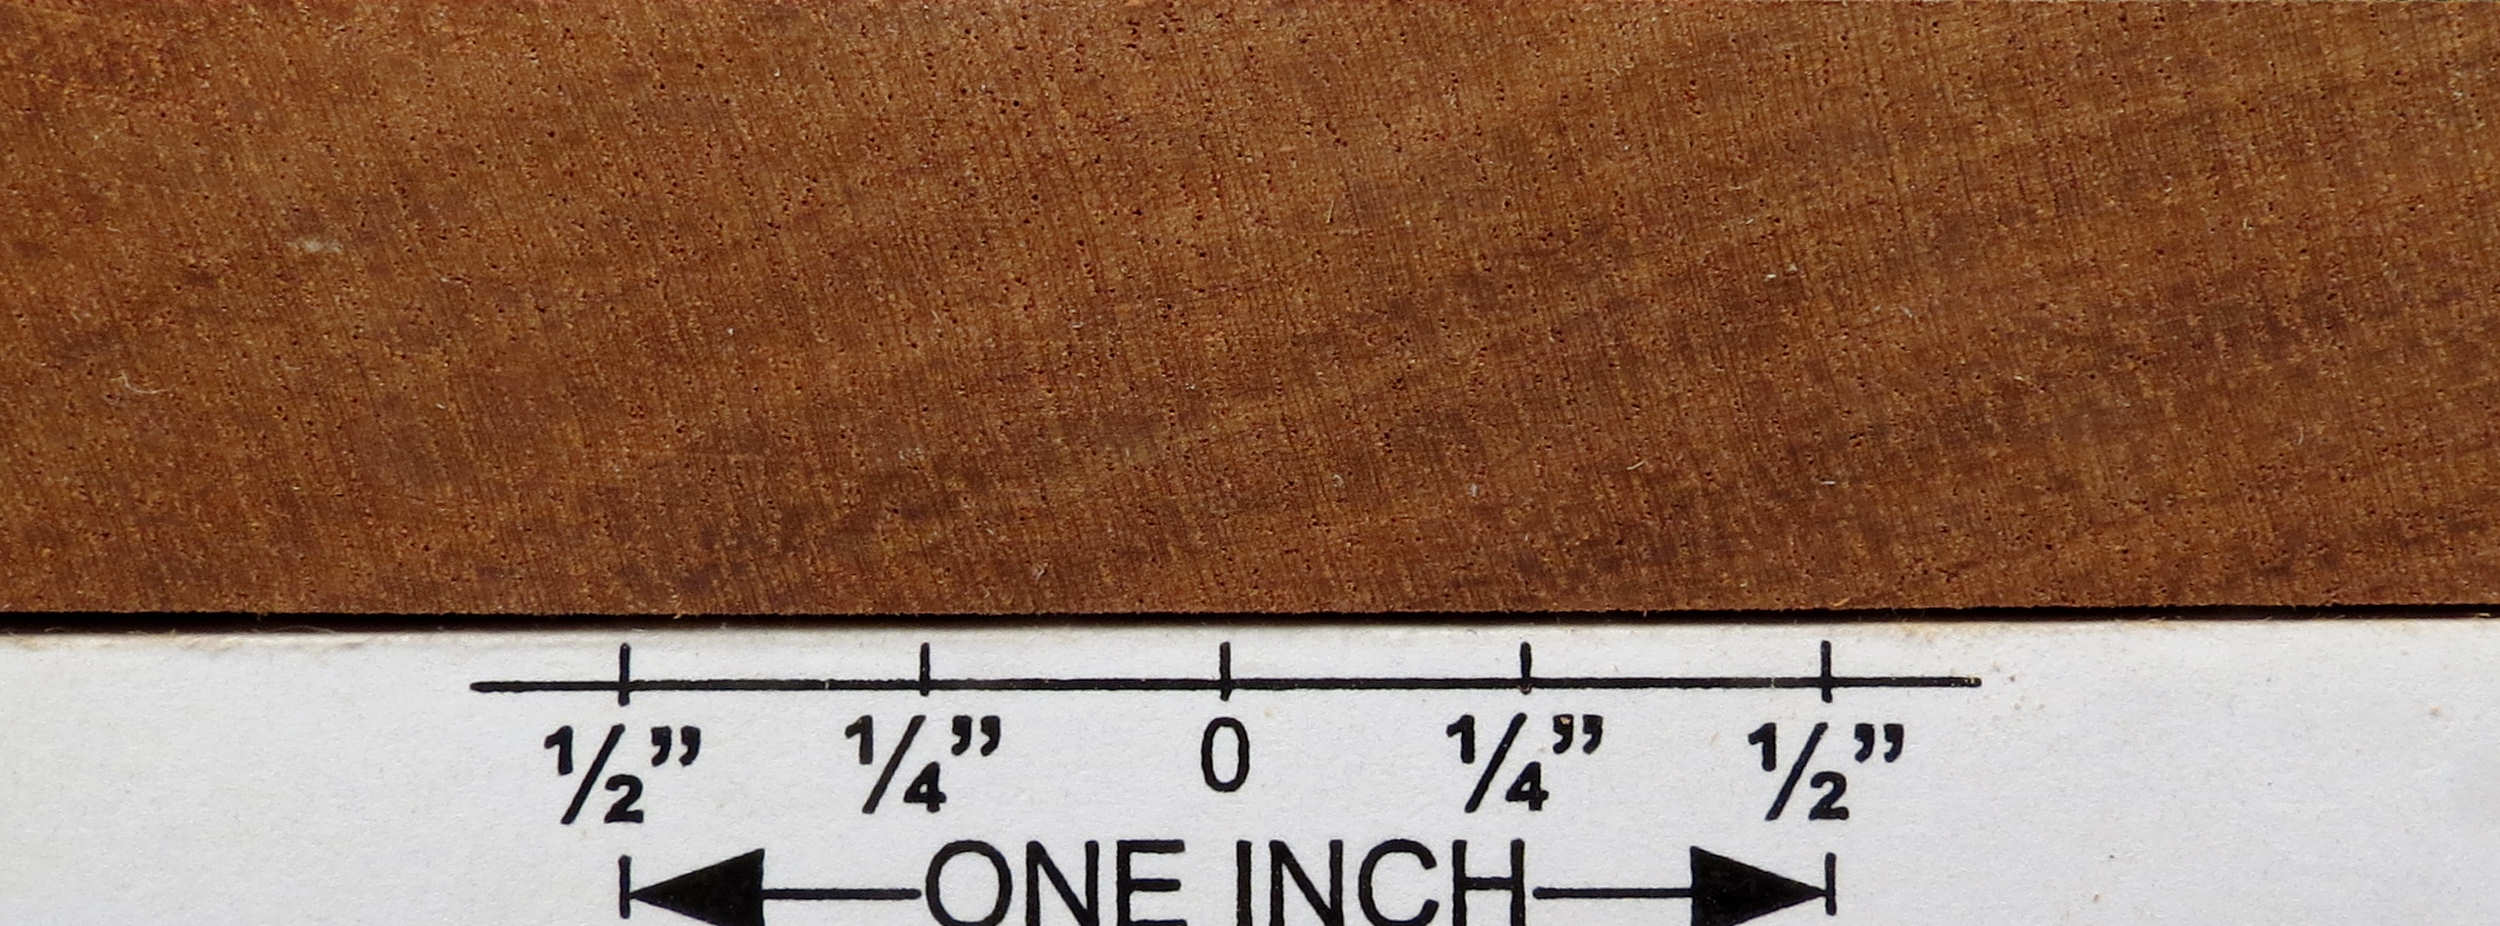 ½” ¼” 0 ¼” ½”
ONE INCH